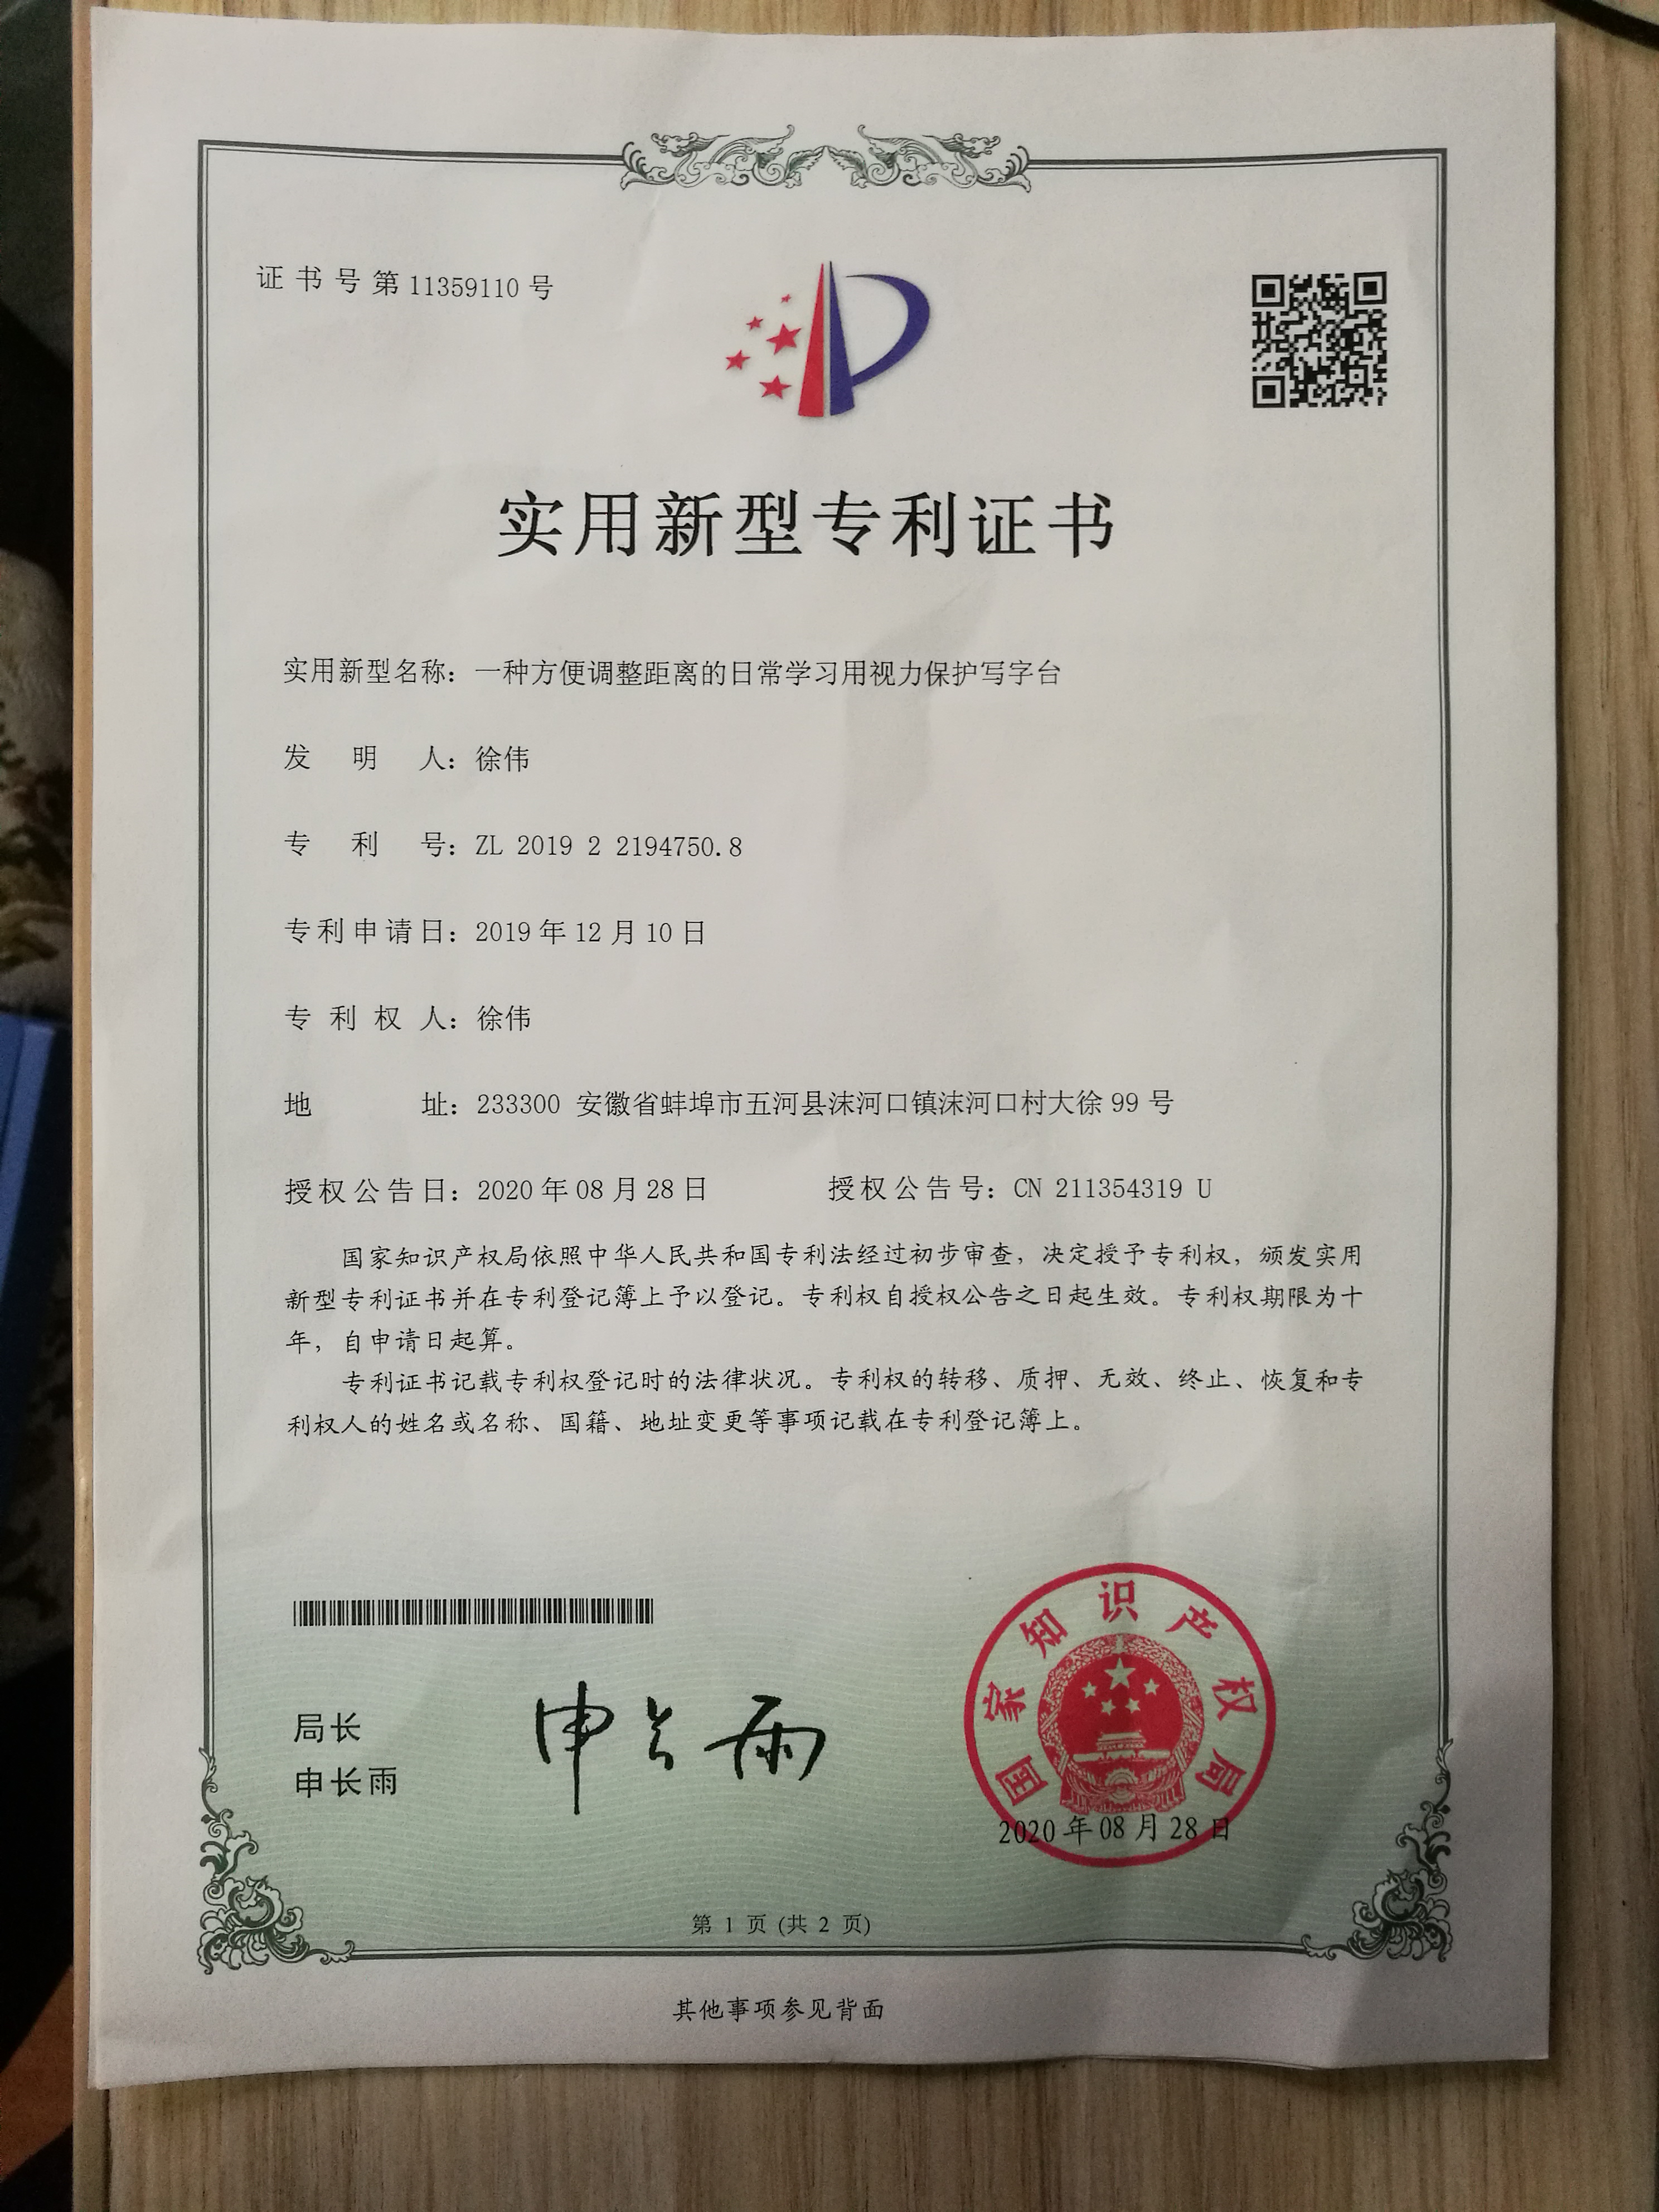 证书号第11359110号
实用新型专利证书
实用新型名称：一种方便调整距离的日常学习用视力保护写字台
发明人：徐伟
专利号：ZL 2019 2 2194750.8
专利申请日：2019年12月10日
专利权人：徐伟
地址：233300 安徽省蚌埠市五河县沫河口镇沫河口村大徐99号
授权公告日：2020年08月28日 授权公告号：CN 211354319 U
国家知识产权局依照中华人民共和国专利法经过初步审查，决定授予专利权，颁发实用
新型专利证书并在专利登记簿上予以登记。专利权自授权公告之日起生效。专利权期限为十
年，自申请日起算。
专利证书记载专利权登记时的法律状况。专利权的转移、质押、无效、终止、恢复和专
利权人的姓名或名称、国籍、地址变更等事项记载在专利登记簿上。
局长
申长雨
申长雨
国家知识产权局
2020年08月28日
第 1 页 (共 2 页)
其他事项参见背面